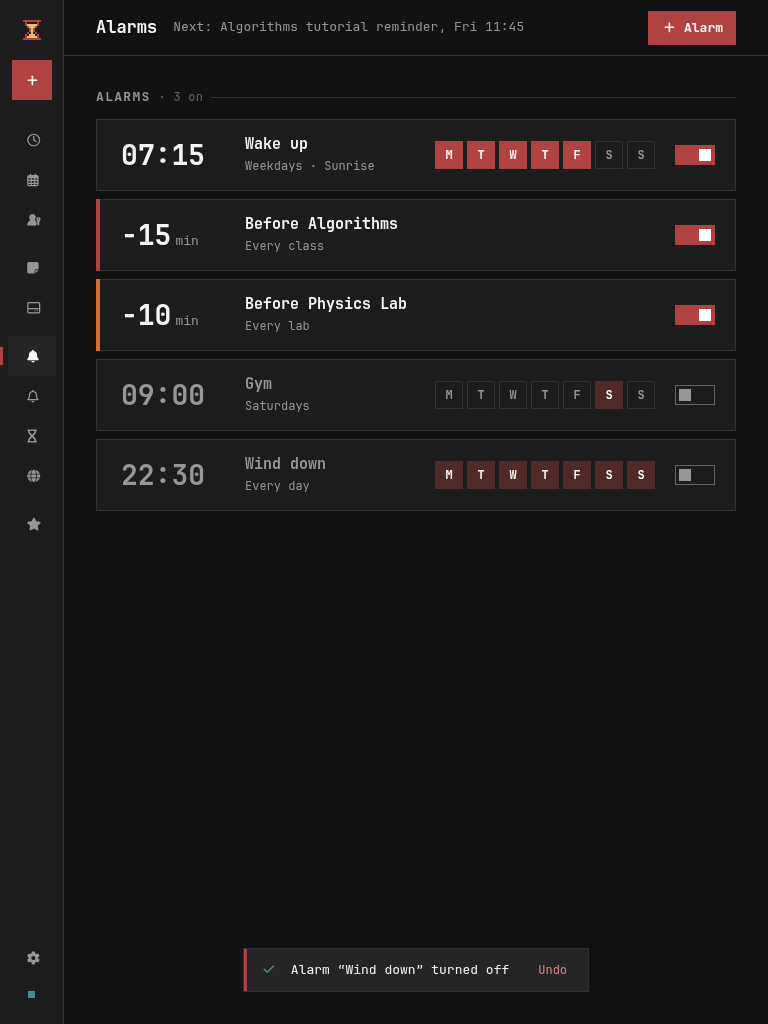 Alarms Next: Algorithms tutorial reminder, Fri 11:45 + Alarm
ALARMS · 3 on
07:15 Wake up M T W T F S S
Weekdays · Sunrise
-15 min Before Algorithms
Every class
-10 min Before Physics Lab
Every lab
09:00 Gym M T W T F S S
Saturdays
22:30 Wind down M T W T F S S
Every day
Alarm “Wind down” turned off Undo